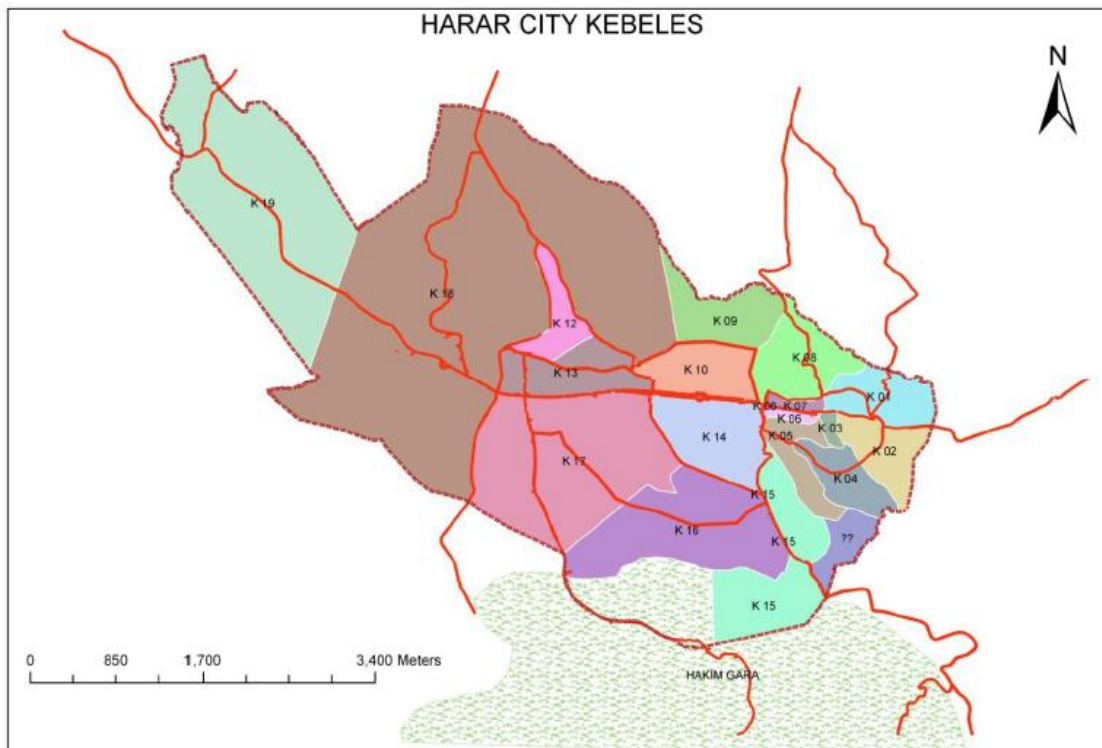 HARAR CITY KEBELES
N
K 19
K 18
K 12
K 09
K 08
K 13
K 10
K 01
K 06
K 07
K 06
K 03
K 05
K 14
K 02
K 17
K 04
K 15
K 16
K 15
??
K 15
0 850 1,700 3,400 Meters
HAKIM GARA